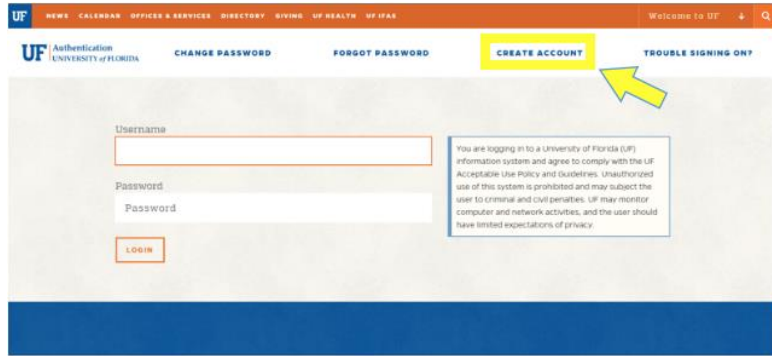 UF NEWS CALENDAR OFFICES & SERVICES DIRECTORY GIVING UF HEALTH UF IFAS Welcome to UF
UF Authentication
UNIVERSITY of FLORIDA
CHANGE PASSWORD FORGOT PASSWORD CREATE ACCOUNT TROUBLE SIGNING ON?
Username
Password
Password
LOGIN
You are logging in to a University of Florida (UF)
information system and agree to comply with the UF
Acceptable Use Policy and Guidelines. Unauthorized
use of this system is prohibited and may subject the
user to criminal and civil penalties. UF may monitor
computer and network activities, and the user should
have limited expectations of privacy.